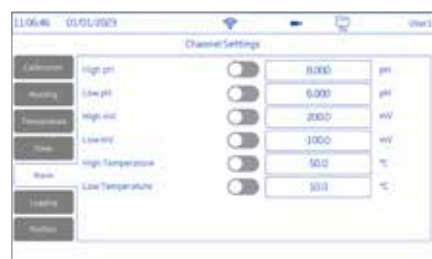 11:06:46 01/01/2023 User1
Channel Settings
Calibration
Reading
Temperature
Alarm
Logging
High pH 8.000 pH
Low pH 6.000 pH
High mV 200.0 mV
Low mV -100.0 mV
High Temperature 50.0 °C
Low Temperature 10.0 °C